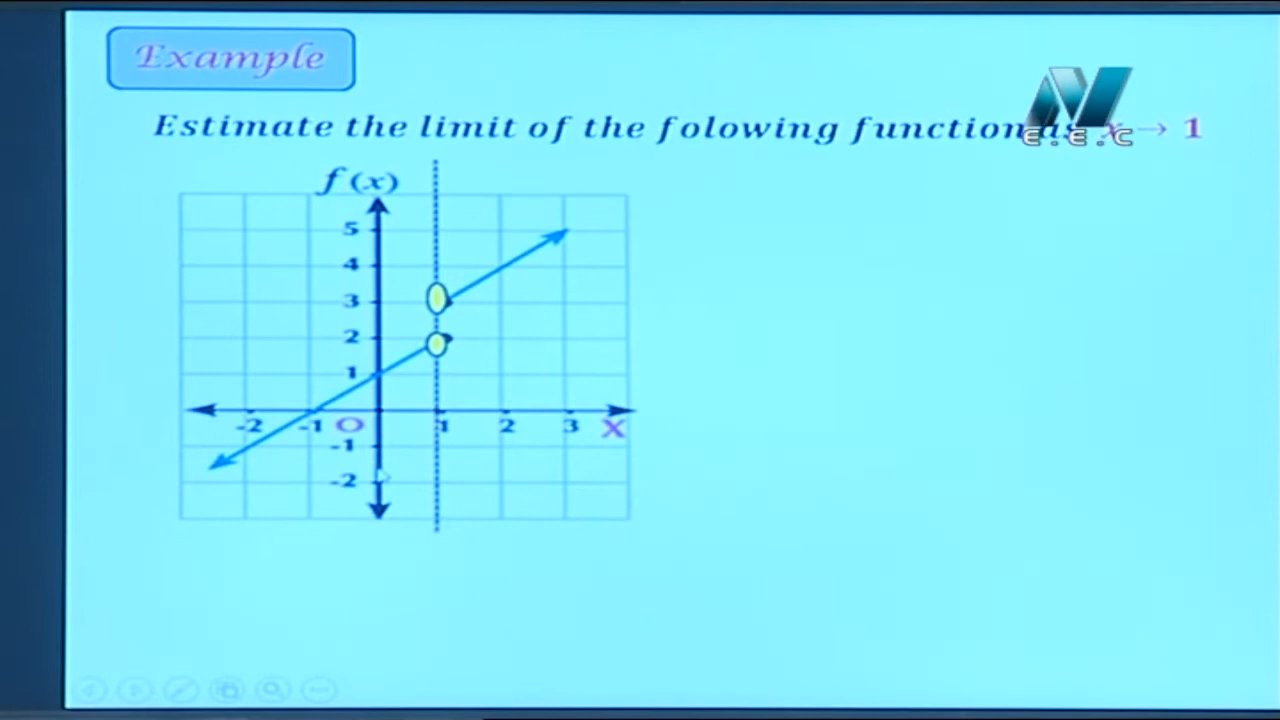 Example
Estimate the limit of the folowing function as x → 1
E.E.C
f (x)
5
4
3
2
1
-2 -1 O 1 2 3 X
-1
-2